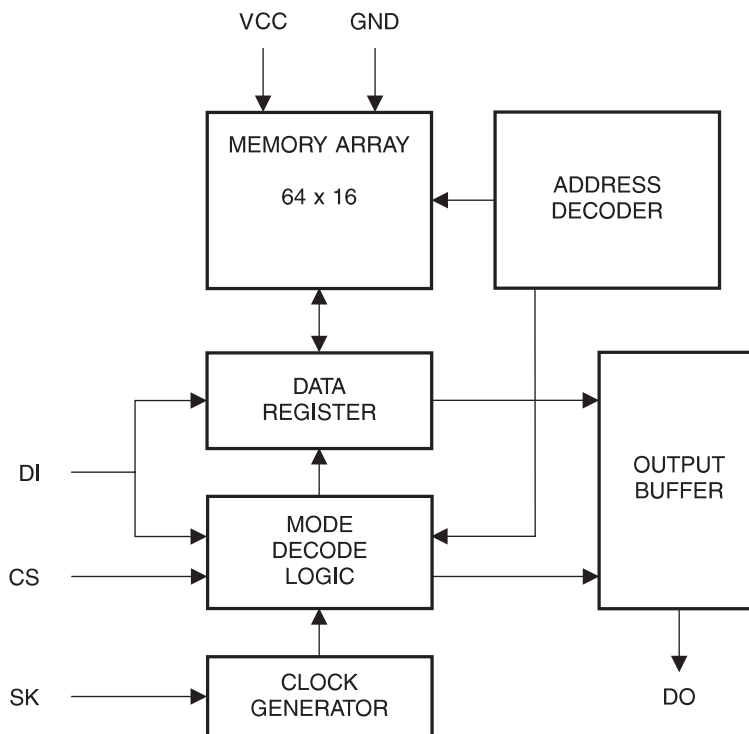 VCC
GND
MEMORY ARRAY
64 x 16
ADDRESS
DECODER
DATA
REGISTER
DI
OUTPUT
BUFFER
MODE
DECODE
LOGIC
CS
CLOCK
GENERATOR
SK
DO